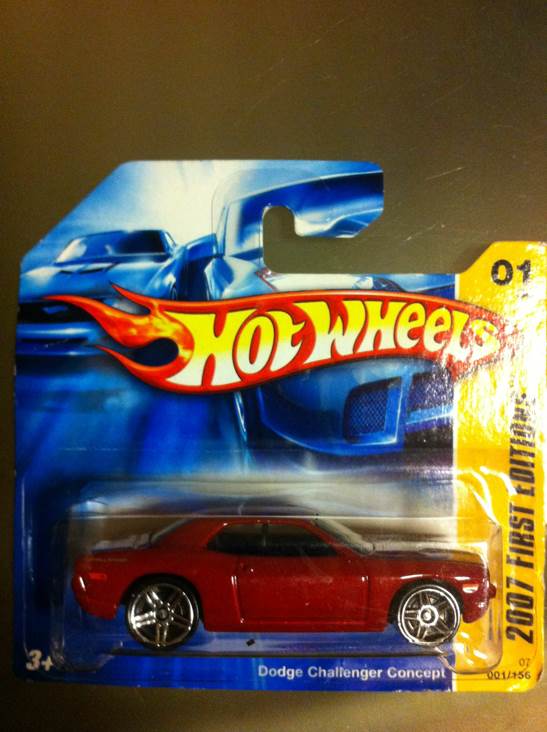 01
HOT WHEELS
2007 FIRST EDITIONS
3+
Dodge Challenger Concept
07
001/156